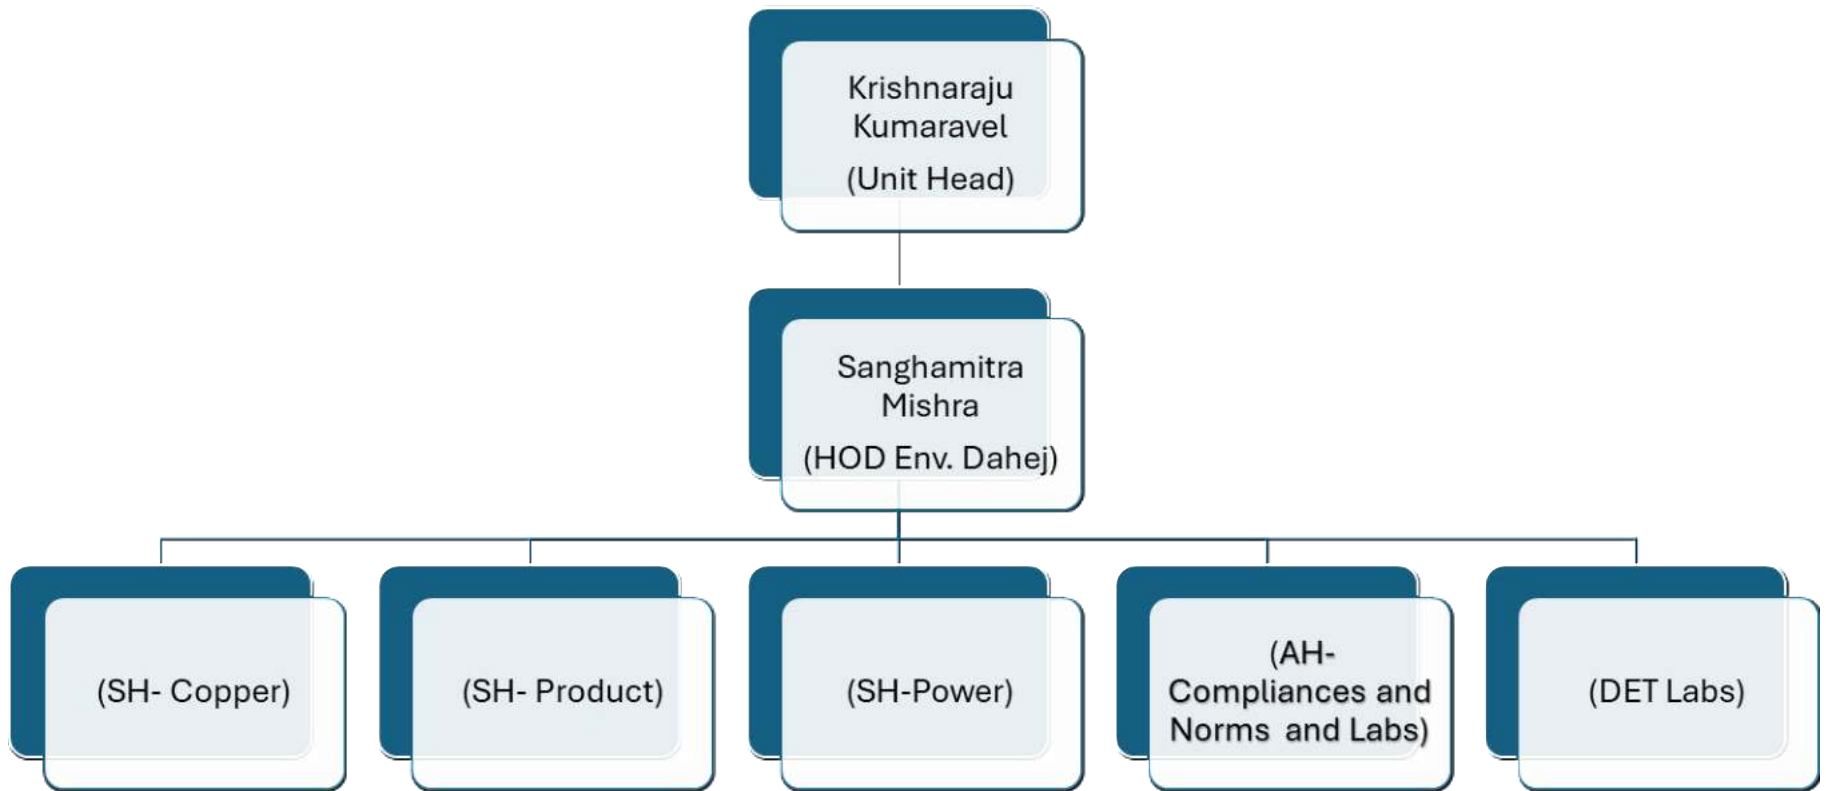 Krishnaraju
Kumaravel
(Unit Head)
Sanghamitra
Mishra
(HOD Env. Dahej)
(SH- Copper)
(SH- Product)
(SH-Power)
(AH-
Compliances and
Norms and Labs)
(DET Labs)